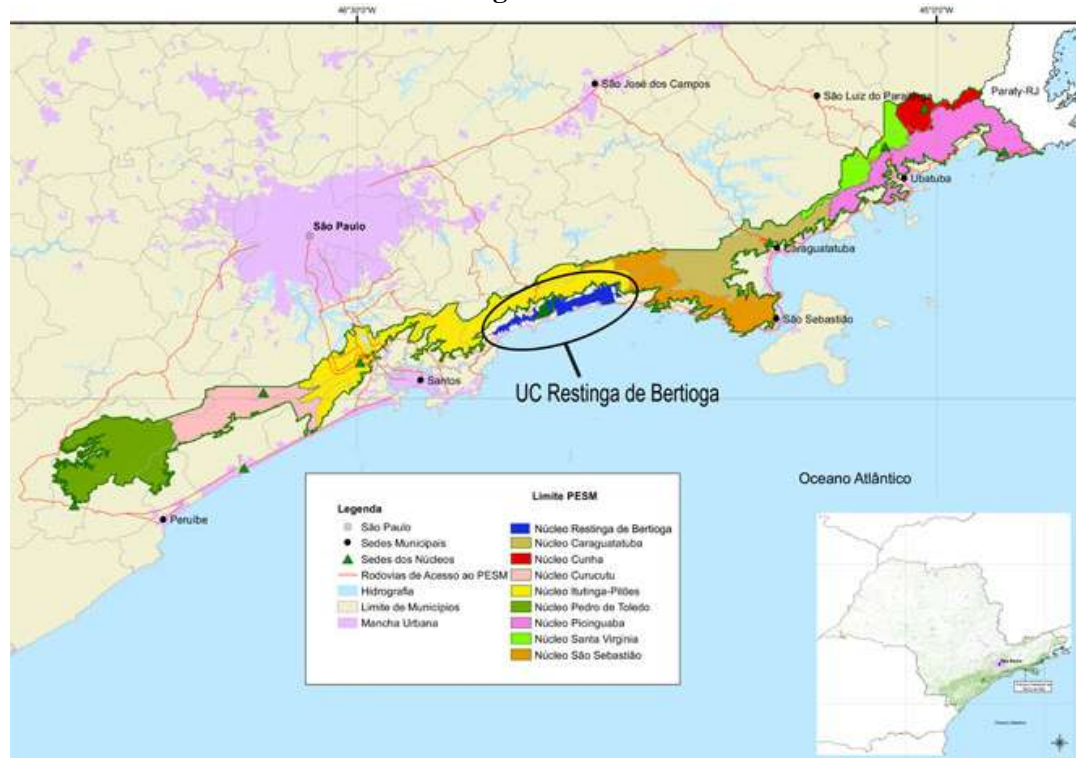 46°30'0"W
45°0'0"W
São José dos Campos
São Luiz do Paraitinga
Paraty-RJ
Ubatuba
São Paulo
Caraguatatuba
São Sebastião
UC Restinga de Bertioga
Santos
Oceano Atlântico
Peruíbe
Legenda
São Paulo
Sedes Municipais
Sedes dos Núcleos
Rodovias de Acesso ao PESM
Hidrografia
Limite de Municípios
Mancha Urbana
Limite PESM
Núcleo Restinga de Bertioga
Núcleo Caraguatatuba
Núcleo Cunha
Núcleo Curucutu
Núcleo Itutinga-Pilões
Núcleo Pedro de Toledo
Núcleo Picinguaba
Núcleo Santa Virgínia
Núcleo São Sebastião
São Paulo
Oceano Atlântico